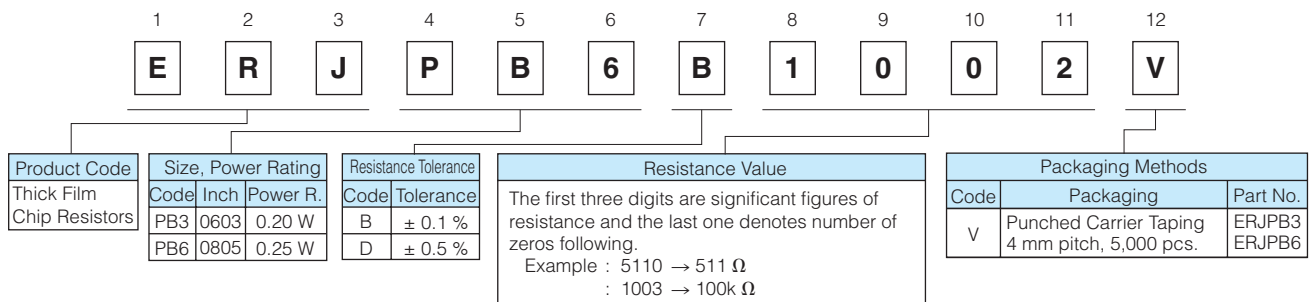 1 2 3 4 5 6 7 8 9 10 11 12
E R J P B 6 B 1 0 0 2 V
Product Code
Thick Film
Chip Resistors
Size, Power Rating
Code Inch Power R.
PB3 0603 0.20 W
PB6 0805 0.25 W
Resistance Tolerance
Code Tolerance
B ± 0.1 %
D ± 0.5 %
Resistance Value
The first three digits are significant figures of
resistance and the last one denotes number of
zeros following.
Example : 5110 → 511 Ω
: 1003 → 100k Ω
Packaging Methods
Code Packaging Part No.
V Punched Carrier Taping
4 mm pitch, 5,000 pcs.
ERJPB3
ERJPB6